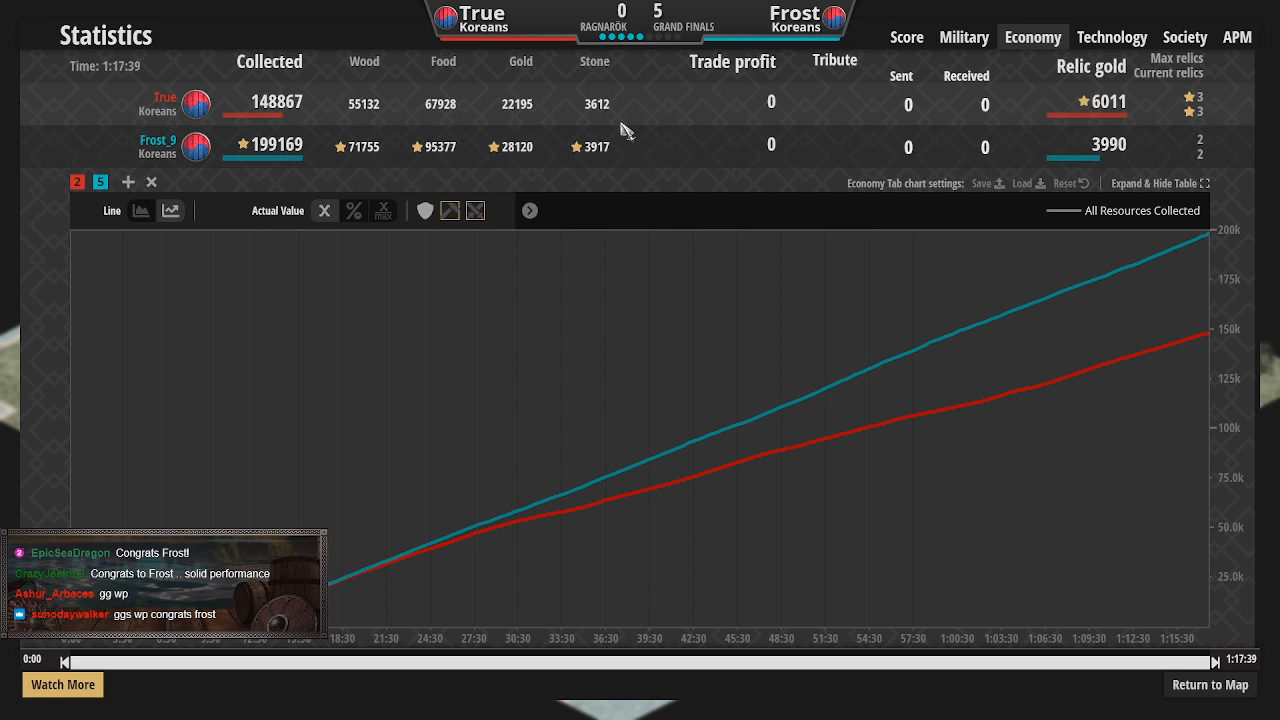 True 0 5 Frost
Koreans RAGNARÖK GRAND FINALS Koreans
Statistics Score Military Economy Technology Society APM
Time: 1:17:39 Collected Wood Food Gold Stone Trade profit Tribute Sent Received Relic gold Max relics
Current relics
True 148867 55132 67928 22195 3612 0 0 0 6011 3
Koreans 3
Frost_9 199169 71755 95377 28120 3917 0 0 0 3990 2
Koreans 2
2 5 Economy Tab chart settings: Save Load Reset Expand & Hide Table
Line Actual Value X % X max All Resources Collected
200k
175k
150k
125k
100k
75.0k
50.0k
25.0k
2 EpicSeaDragon Congrats Frost!
Congrats to Frost .. solid performance
Ashur_Arbaces gg wp
sunodaywalker ggs wp congrats frost
18:30 21:30 24:30 27:30 30:30 33:30 36:30 39:30 42:30 45:30 48:30 51:30 54:30 57:30 1:00:30 1:03:30 1:06:30 1:09:30 1:12:30 1:15:30
0:00 1:17:39
Watch More Return to Map